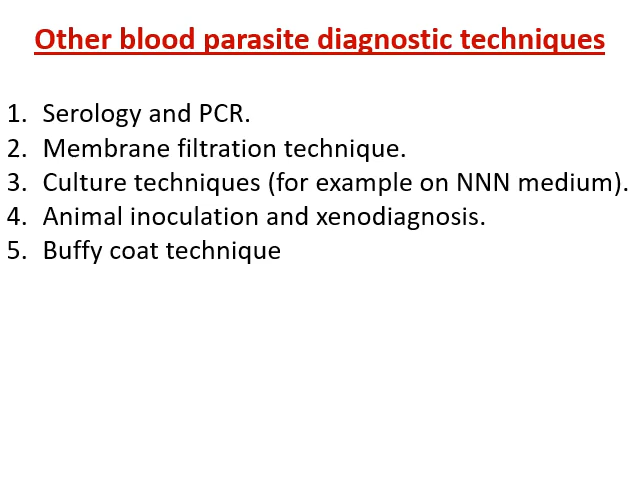 Other blood parasite diagnostic techniques
1. Serology and PCR.
2. Membrane filtration technique.
3. Culture techniques (for example on NNN medium).
4. Animal inoculation and xenodiagnosis.
5. Buffy coat technique